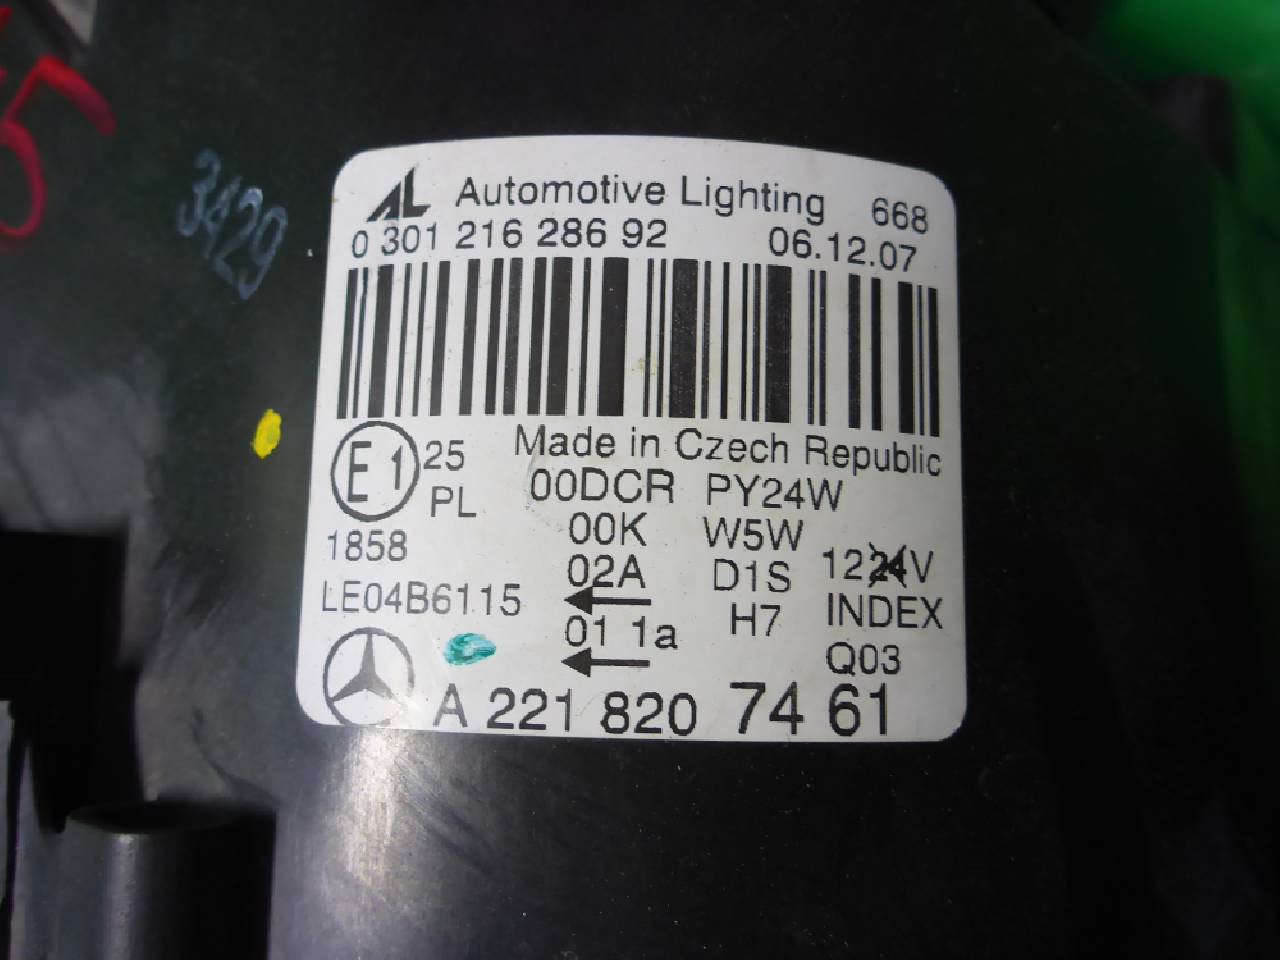 5
3429
AL Automotive Lighting 668
0 301 216 286 92 06.12.07
Made in Czech Republic
E1 25 00DCR PY24W
PL 00K W5W
1858 02A D1S 1224V
LE04B6115 01 1a H7 INDEX
Q03
A 221 820 74 61